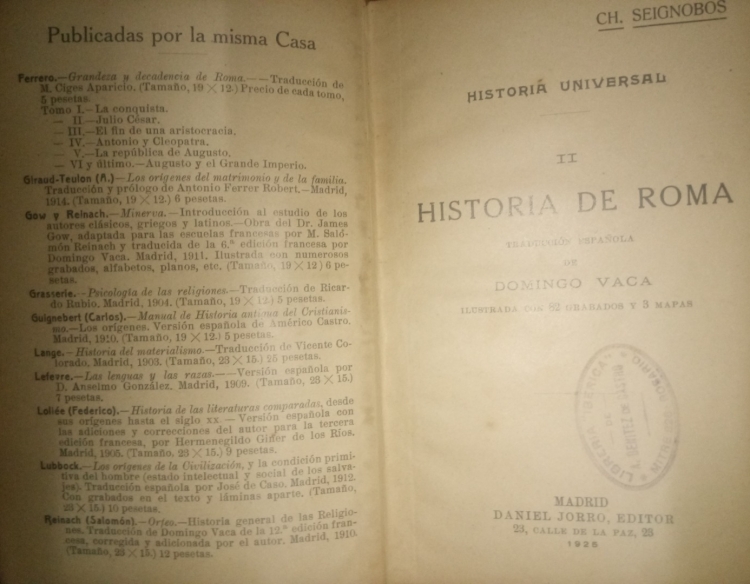 Publicadas por la misma Casa
Ferrero.—Grandeza y decadencia de Roma.——Traducción de
M. Ciges Aparicio. (Tamaño, 19 × 12.) Precio de cada tomo,
5 pesetas.
Tomo I.—La conquista.
— II.—Julio César.
— III.—El fin de una aristocracia.
— IV.—Antonio y Cleopatra.
— V.—La república de Augusto.
— VI y último.—Augusto y el Grande Imperio.
Giraud-Teulon (A.)—Los orígenes del matrimonio y de la familia.
Traducción y prólogo de Antonio Ferrer Robert.—Madrid,
1914. (Tamaño, 19 × 12.) 6 pesetas.
Gow y Reinach.—Minerva.—Introducción al estudio de los
autores clásicos, griegos y latinos.—Obra del Dr. James
Gow, adaptada para las escuelas francesas por M. Saló-
món Reinach y traducida de la 6.ª edición francesa por
Domingo Vaca. Madrid, 1911. Ilustrada con numerosos
grabados, alfabetos, planos, etc. (Tamaño, 19 × 12) 6 pe-
setas.
Grasserie.—Psicología de las religiones.—Traducción de Ricar-
do Rubio. Madrid, 1904. (Tamaño, 19 × 12.) 5 pesetas.
Guignebert (Carlos).—Manual de Historia antigua del Cristianis-
mo.—Los orígenes. Versión española de Américo Castro.
Madrid, 1910. (Tamaño, 19 × 12.) 5 pesetas.
Lange.—Historia del materialismo.—Traducción de Vicente Co-
lorado. Madrid, 1903. (Tamaño, 23 × 15.) 25 pesetas.
Lefevre.—Las lenguas y las razas.——Versión española por
D. Anselmo González. Madrid, 1909. (Tamaño, 23 × 15.)
7 pesetas.
Loliée (Federico).—Historia de las literaturas comparadas, desde
sus orígenes hasta el siglo XX.—Versión española con
las adiciones y correcciones del autor para la tercera
edición francesa, por Hermenegildo Giner de los Ríos.
Madrid, 1905. (Tamaño, 23 × 15.) 9 pesetas.
Lubbock.—Los orígenes de la Civilización, y la condición primi-
tiva del hombre (estado intelectual y social de los salva-
jes). Traducción española por José de Caso. Madrid, 1912.
Con grabados en el texto y láminas aparte. (Tamaño,
23 × 15) 10 pesetas.
Reinach (Salomón).—Orfeo.—Historia general de las Religio-
nes. Traducción de Domingo Vaca de la 12.ª edición fran-
cesa, corregida y adicionada por el autor. Madrid, 1910.
(Tamaño, 23 × 15.) 12 pesetas.
CH. SEIGNOBOS
HISTORIA UNIVERSAL
II
HISTORIA DE ROMA
TRADUCCIÓN ESPAÑOLA
DE
DOMINGO VACA
ILUSTRADA CON 82 GRABADOS Y 3 MAPAS
MADRID
DANIEL JORRO, EDITOR
23, CALLE DE LA PAZ, 23
1926